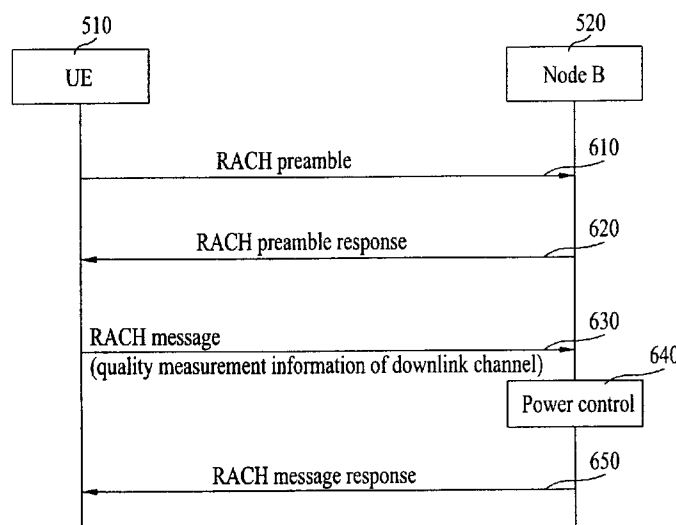 510
520
UE
Node B
RACH preamble
610
RACH preamble response
620
RACH message
630
(quality measurement information of downlink channel)
640
Power control
RACH message response
650